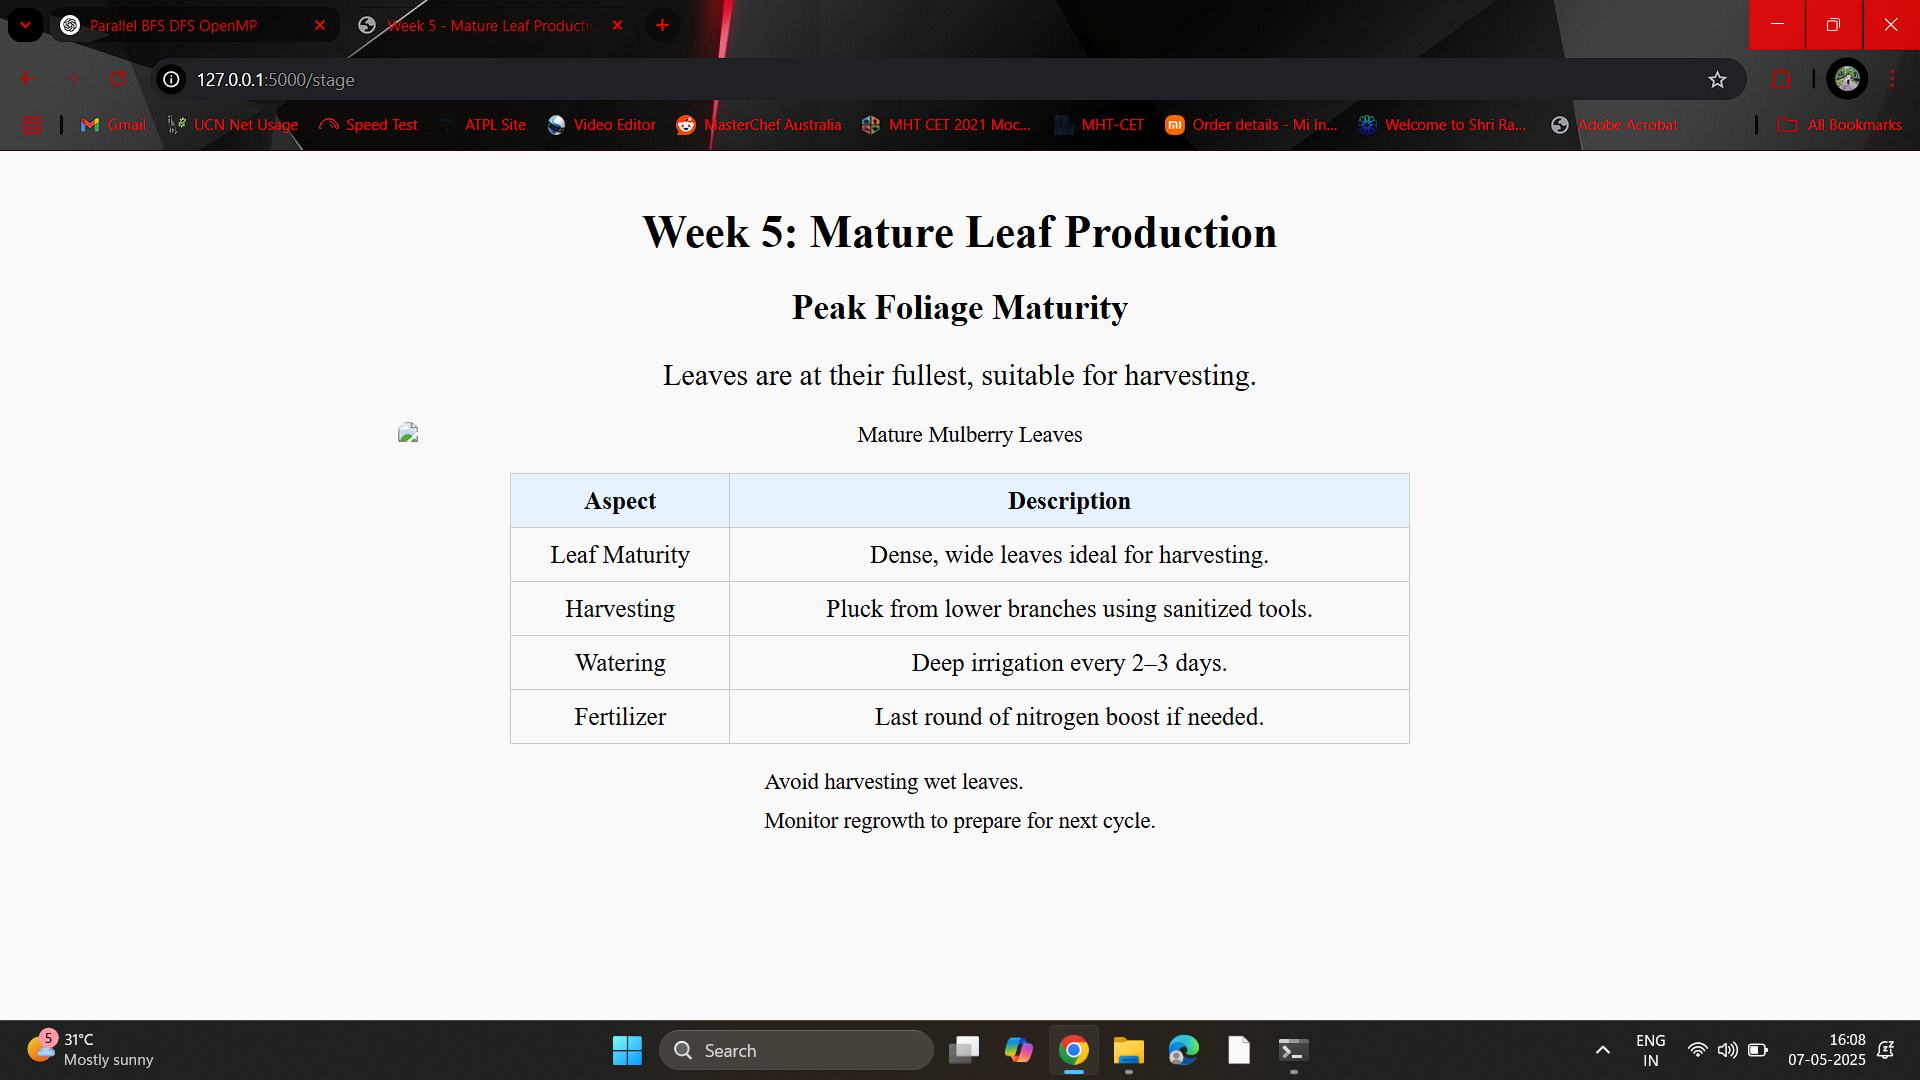 Parallel BFS DFS OpenMP
Week 5 - Mature Leaf Productio
127.0.0.1:5000/stage
Gmail
UCN Net Usage
Speed Test
ATPL Site
Video Editor
MasterChef Australia
MHT CET 2021 Moc...
MHT-CET
Order details - Mi In...
Welcome to Shri Ra...
Adobe Acrobat
All Bookmarks
Week 5: Mature Leaf Production
Peak Foliage Maturity
Leaves are at their fullest, suitable for harvesting.
Mature Mulberry Leaves
Aspect Description
Leaf Maturity Dense, wide leaves ideal for harvesting.
Harvesting Pluck from lower branches using sanitized tools.
Watering Deep irrigation every 2–3 days.
Fertilizer Last round of nitrogen boost if needed.
Avoid harvesting wet leaves.
Monitor regrowth to prepare for next cycle.
5
31°C
Mostly sunny
Search
ENG
IN
16:08
07-05-2025